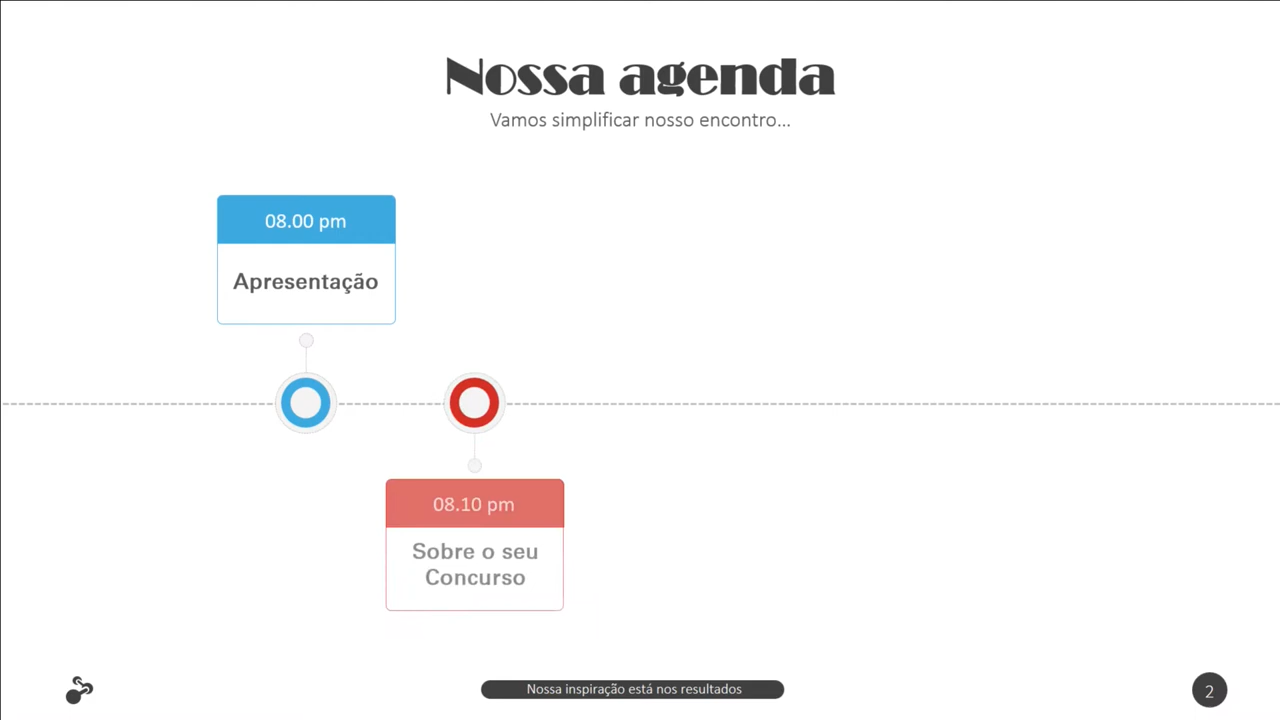 Nossa agenda
Vamos simplificar nosso encontro...
08.00 pm
Apresentação
08.10 pm
Sobre o seu
Concurso
Nossa inspiração está nos resultados
2